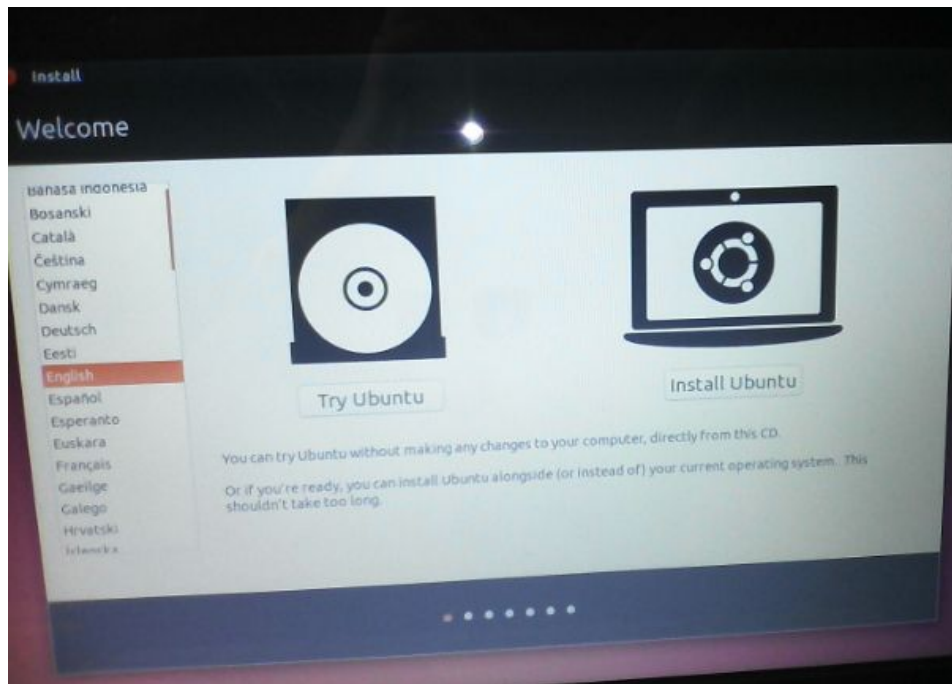 Install
Welcome
Bahasa Indonesia
Bosanski
Català
Čeština
Cymraeg
Dansk
Deutsch
Eesti
English
Español
Esperanto
Euskara
Français
Gaeilge
Galego
Hrvatski
Íslenska
Try Ubuntu
Install Ubuntu
You can try Ubuntu without making any changes to your computer, directly from this CD.
Or if you're ready, you can install Ubuntu alongside (or instead of) your current operating system. This
shouldn't take too long.